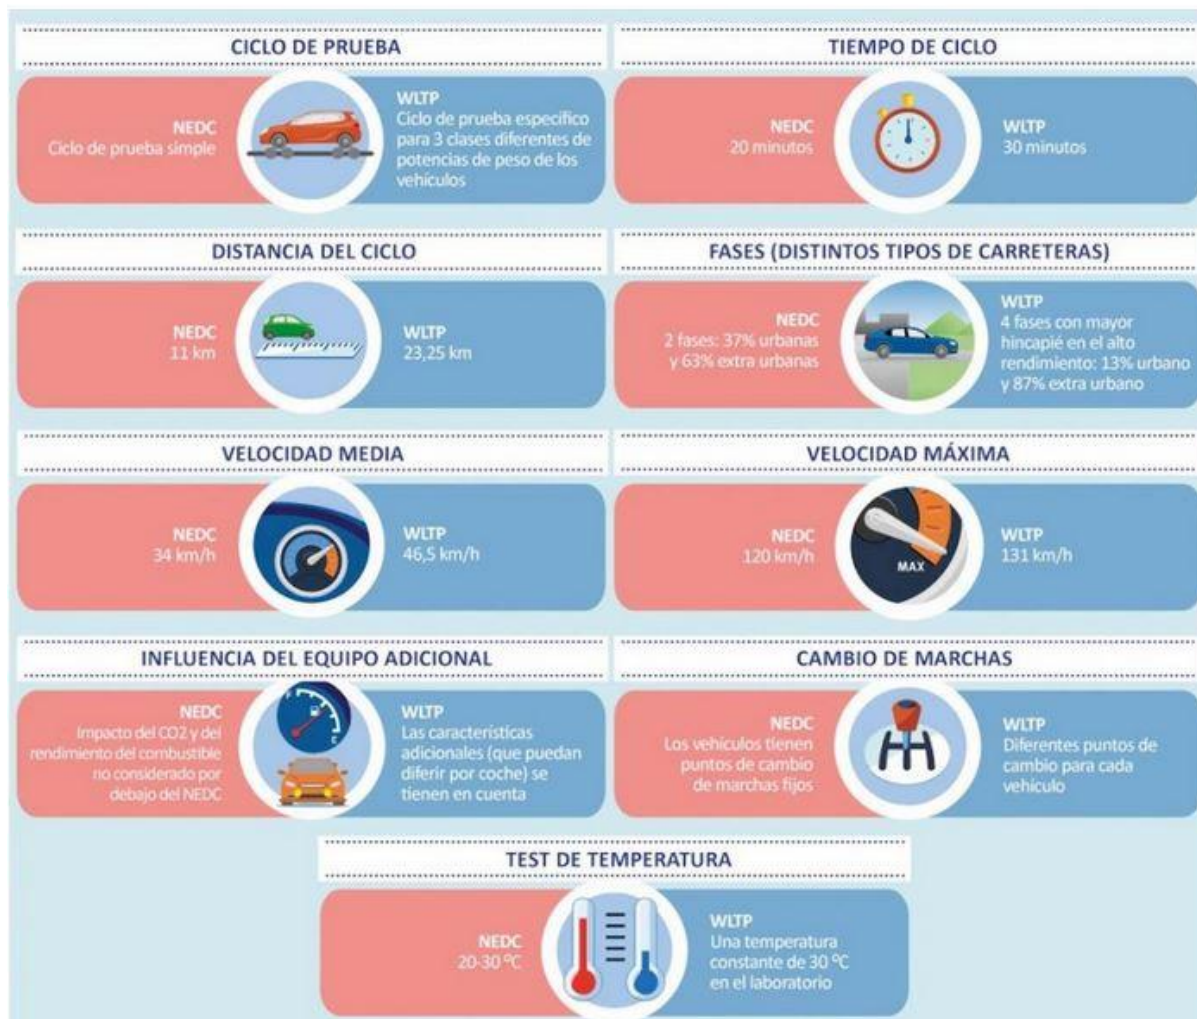 CICLO DE PRUEBA
NEDC
Ciclo de prueba simple
WLTP
Ciclo de prueba específico
para 3 clases diferentes de
potencias de peso de los
vehículos
TIEMPO DE CICLO
NEDC
20 minutos
WLTP
30 minutos
DISTANCIA DEL CICLO
NEDC
11 km
WLTP
23,25 km
FASES (DISTINTOS TIPOS DE CARRETERAS)
NEDC
2 fases: 37% urbanas
y 63% extra urbanas
WLTP
4 fases con mayor
hincapié en el alto
rendimiento: 13% urbano
y 87% extra urbano
VELOCIDAD MEDIA
NEDC
34 km/h
WLTP
46,5 km/h
VELOCIDAD MÁXIMA
NEDC
120 km/h
MAX
WLTP
131 km/h
INFLUENCIA DEL EQUIPO ADICIONAL
NEDC
Impacto del CO2 y del
rendimiento del combustible
no considerado por
debajo del NEDC
WLTP
Las características
adicionales (que puedan
diferir por coche) se
tienen en cuenta
CAMBIO DE MARCHAS
NEDC
Los vehículos tienen
puntos de cambio
de marchas fijos
WLTP
Diferentes puntos de
cambio para cada
vehículo
TEST DE TEMPERATURA
NEDC
20-30 ºC
WLTP
Una temperatura
constante de 30 ºC
en el laboratorio